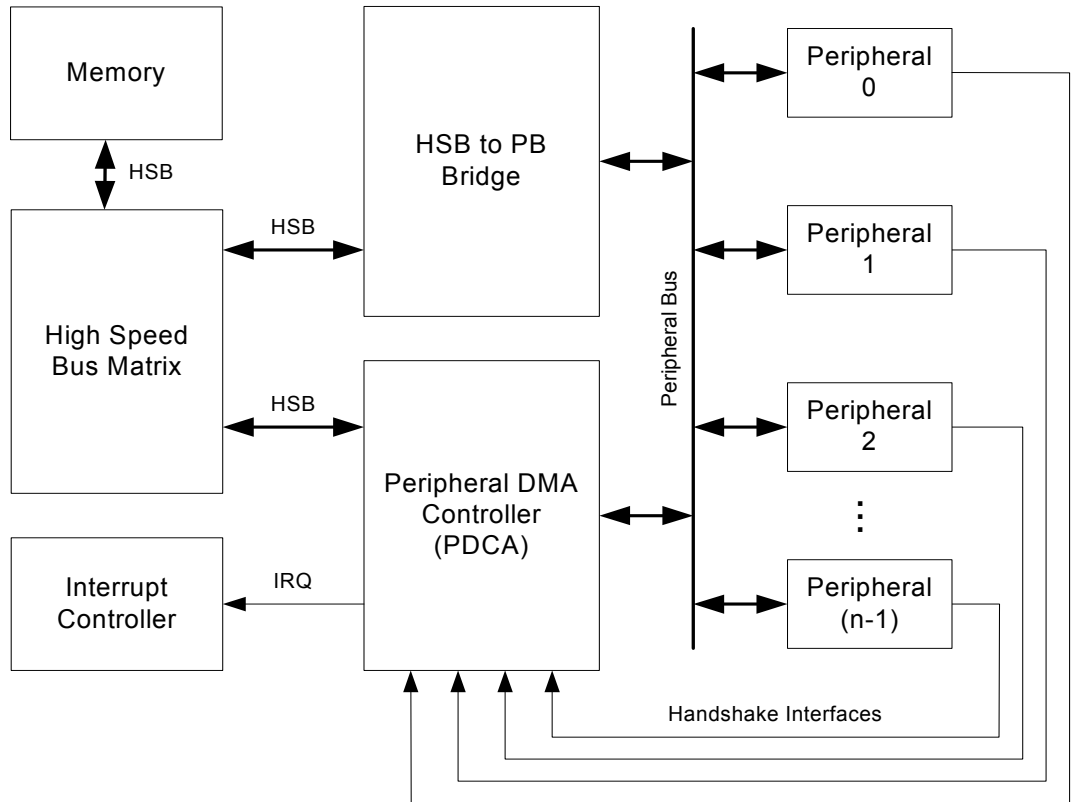 Memory
HSB
High Speed
Bus Matrix
HSB
HSB
Interrupt
Controller
IRQ
HSB to PB
Bridge
Peripheral DMA
Controller
(PDCA)
Peripheral Bus
Peripheral
0
Peripheral
1
Peripheral
2
⋮
Peripheral
(n-1)
Handshake Interfaces